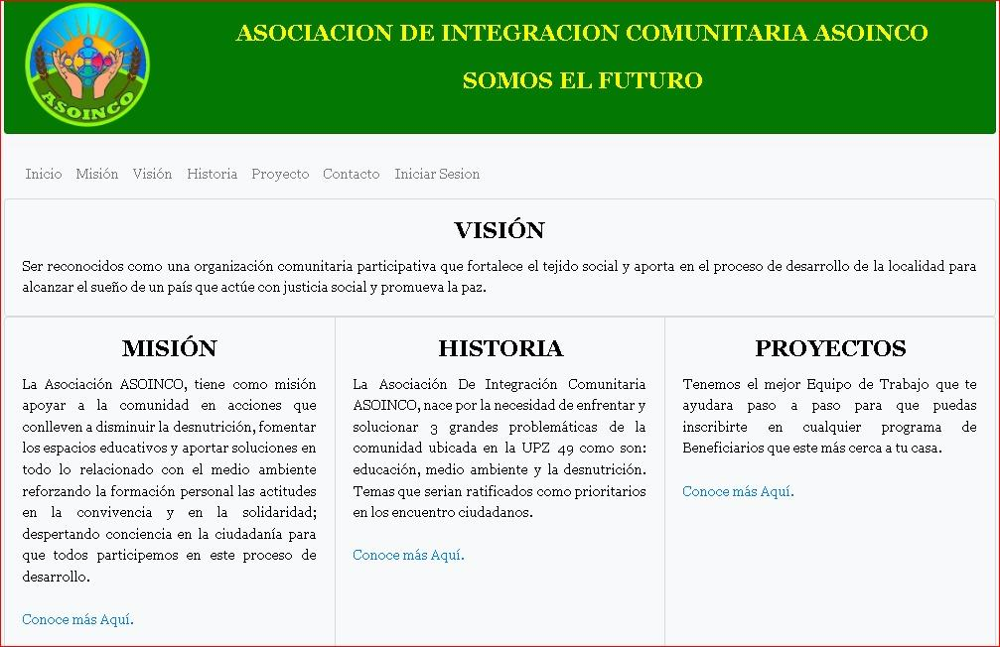 ASOINCO
ASOCIACION DE INTEGRACION COMUNITARIA ASOINCO
SOMOS EL FUTURO
Inicio Misión Visión Historia Proyecto Contacto Iniciar Sesion
VISIÓN
Ser reconocidos como una organización comunitaria participativa que fortalece el tejido social y aporta en el proceso de desarrollo de la localidad para
alcanzar el sueño de un país que actúe con justicia social y promueva la paz.
MISIÓN
La Asociación ASOINCO, tiene como misión
apoyar a la comunidad en acciones que
conlleven a disminuir la desnutrición, fomentar
los espacios educativos y aportar soluciones en
todo lo relacionado con el medio ambiente
reforzando la formación personal las actitudes
en la convivencia y en la solidaridad;
despertando conciencia en la ciudadanía para
que todos participemos en este proceso de
desarrollo.
Conoce más Aquí.
HISTORIA
La Asociación De Integración Comunitaria
ASOINCO, nace por la necesidad de enfrentar y
solucionar 3 grandes problemáticas de la
comunidad ubicada en la UPZ 49 como son:
educación, medio ambiente y la desnutrición.
Temas que serian ratificados como prioritarios
en los encuentro ciudadanos.
Conoce más Aquí.
PROYECTOS
Tenemos el mejor Equipo de Trabajo que te
ayudara paso a paso para que puedas
inscribirte en cualquier programa de
Beneficiarios que este más cerca a tu casa.
Conoce más Aquí.